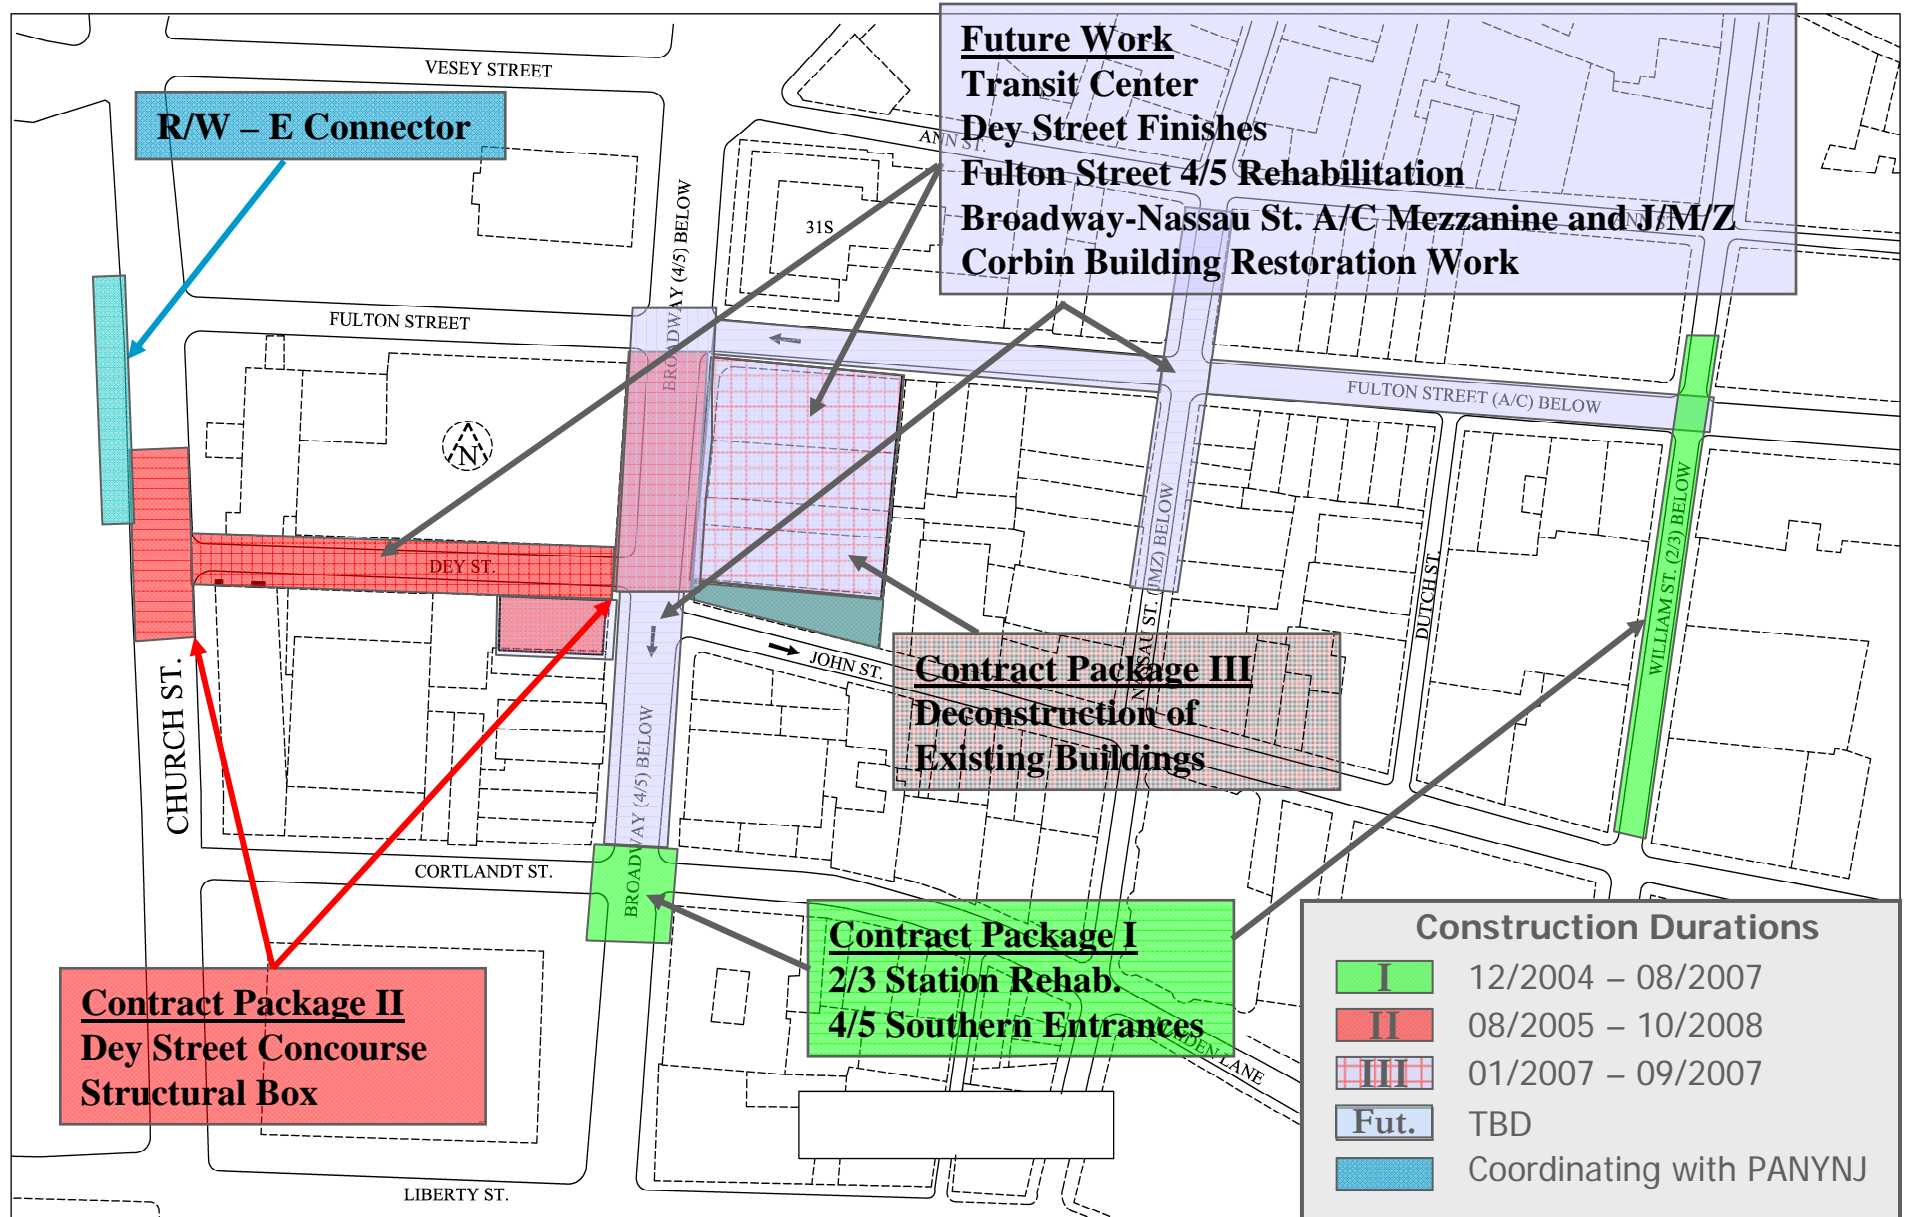 VESEY STREET
R/W – E Connector
Future Work
Transit Center
Dey Street Finishes
Fulton Street 4/5 Rehabilitation
Broadway-Nassau St. A/C Mezzanine and J/M/Z
Corbin Building Restoration Work
ANN ST.
ANN ST.
31S
BROADWAY (4/5) BELOW
FULTON STREET
FULTON STREET (A/C) BELOW
N
DEY ST.
NASSAU ST. (JMZ) BELOW
DUTCH ST.
WILLIAM ST. (2/3) BELOW
JOHN ST.
CHURCH ST.
Contract Package III
Deconstruction of
Existing Buildings
BROADWAY (4/5) BELOW
CORTLANDT ST.
Contract Package I
2/3 Station Rehab.
4/5 Southern Entrances
LANE
Contract Package II
Dey Street Concourse
Structural Box
LIBERTY ST.
Construction Durations
I 12/2004 – 08/2007
II 08/2005 – 10/2008
III 01/2007 – 09/2007
Fut. TBD
Coordinating with PANYNJ